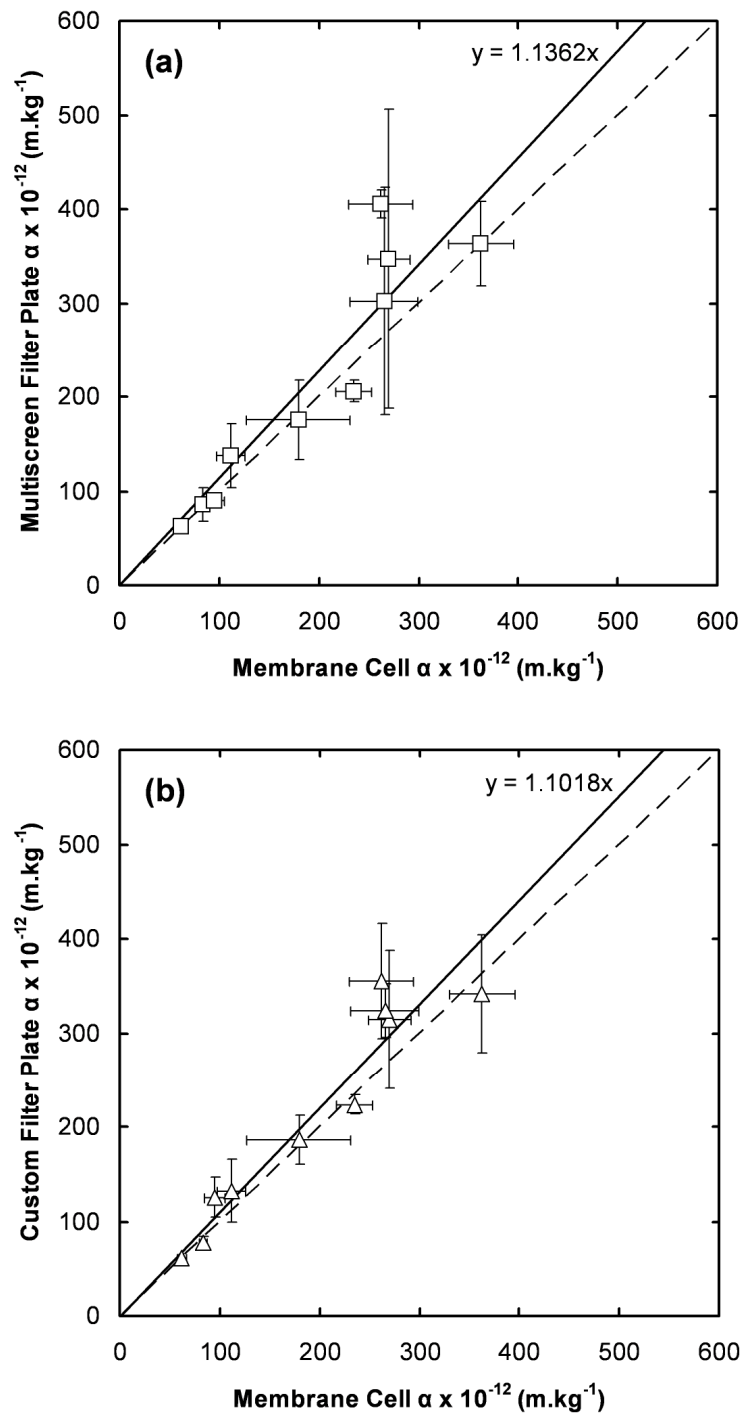 600
(a)
y = 1.1362x
500
400
300
200
100
0
0 100 200 300 400 500 600
Multiscreen Filter Plate α x 10⁻¹² (m.kg⁻¹)
Membrane Cell α x 10⁻¹² (m.kg⁻¹)
600
(b)
y = 1.1018x
500
400
300
200
100
0
0 100 200 300 400 500 600
Custom Filter Plate α x 10⁻¹² (m.kg⁻¹)
Membrane Cell α x 10⁻¹² (m.kg⁻¹)